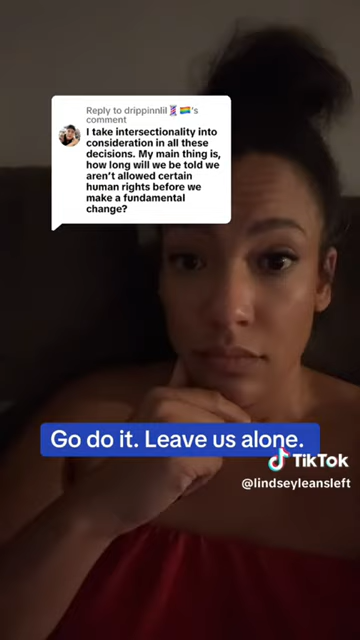 Reply to drippinnlil🧬🏳️‍🌈's
comment
I take intersectionality into
consideration in all these
decisions. My main thing is,
how long will we be told we
aren't allowed certain
human rights before we
make a fundamental
change?
Go do it. Leave us alone.
TikTok
@lindseyleansleft